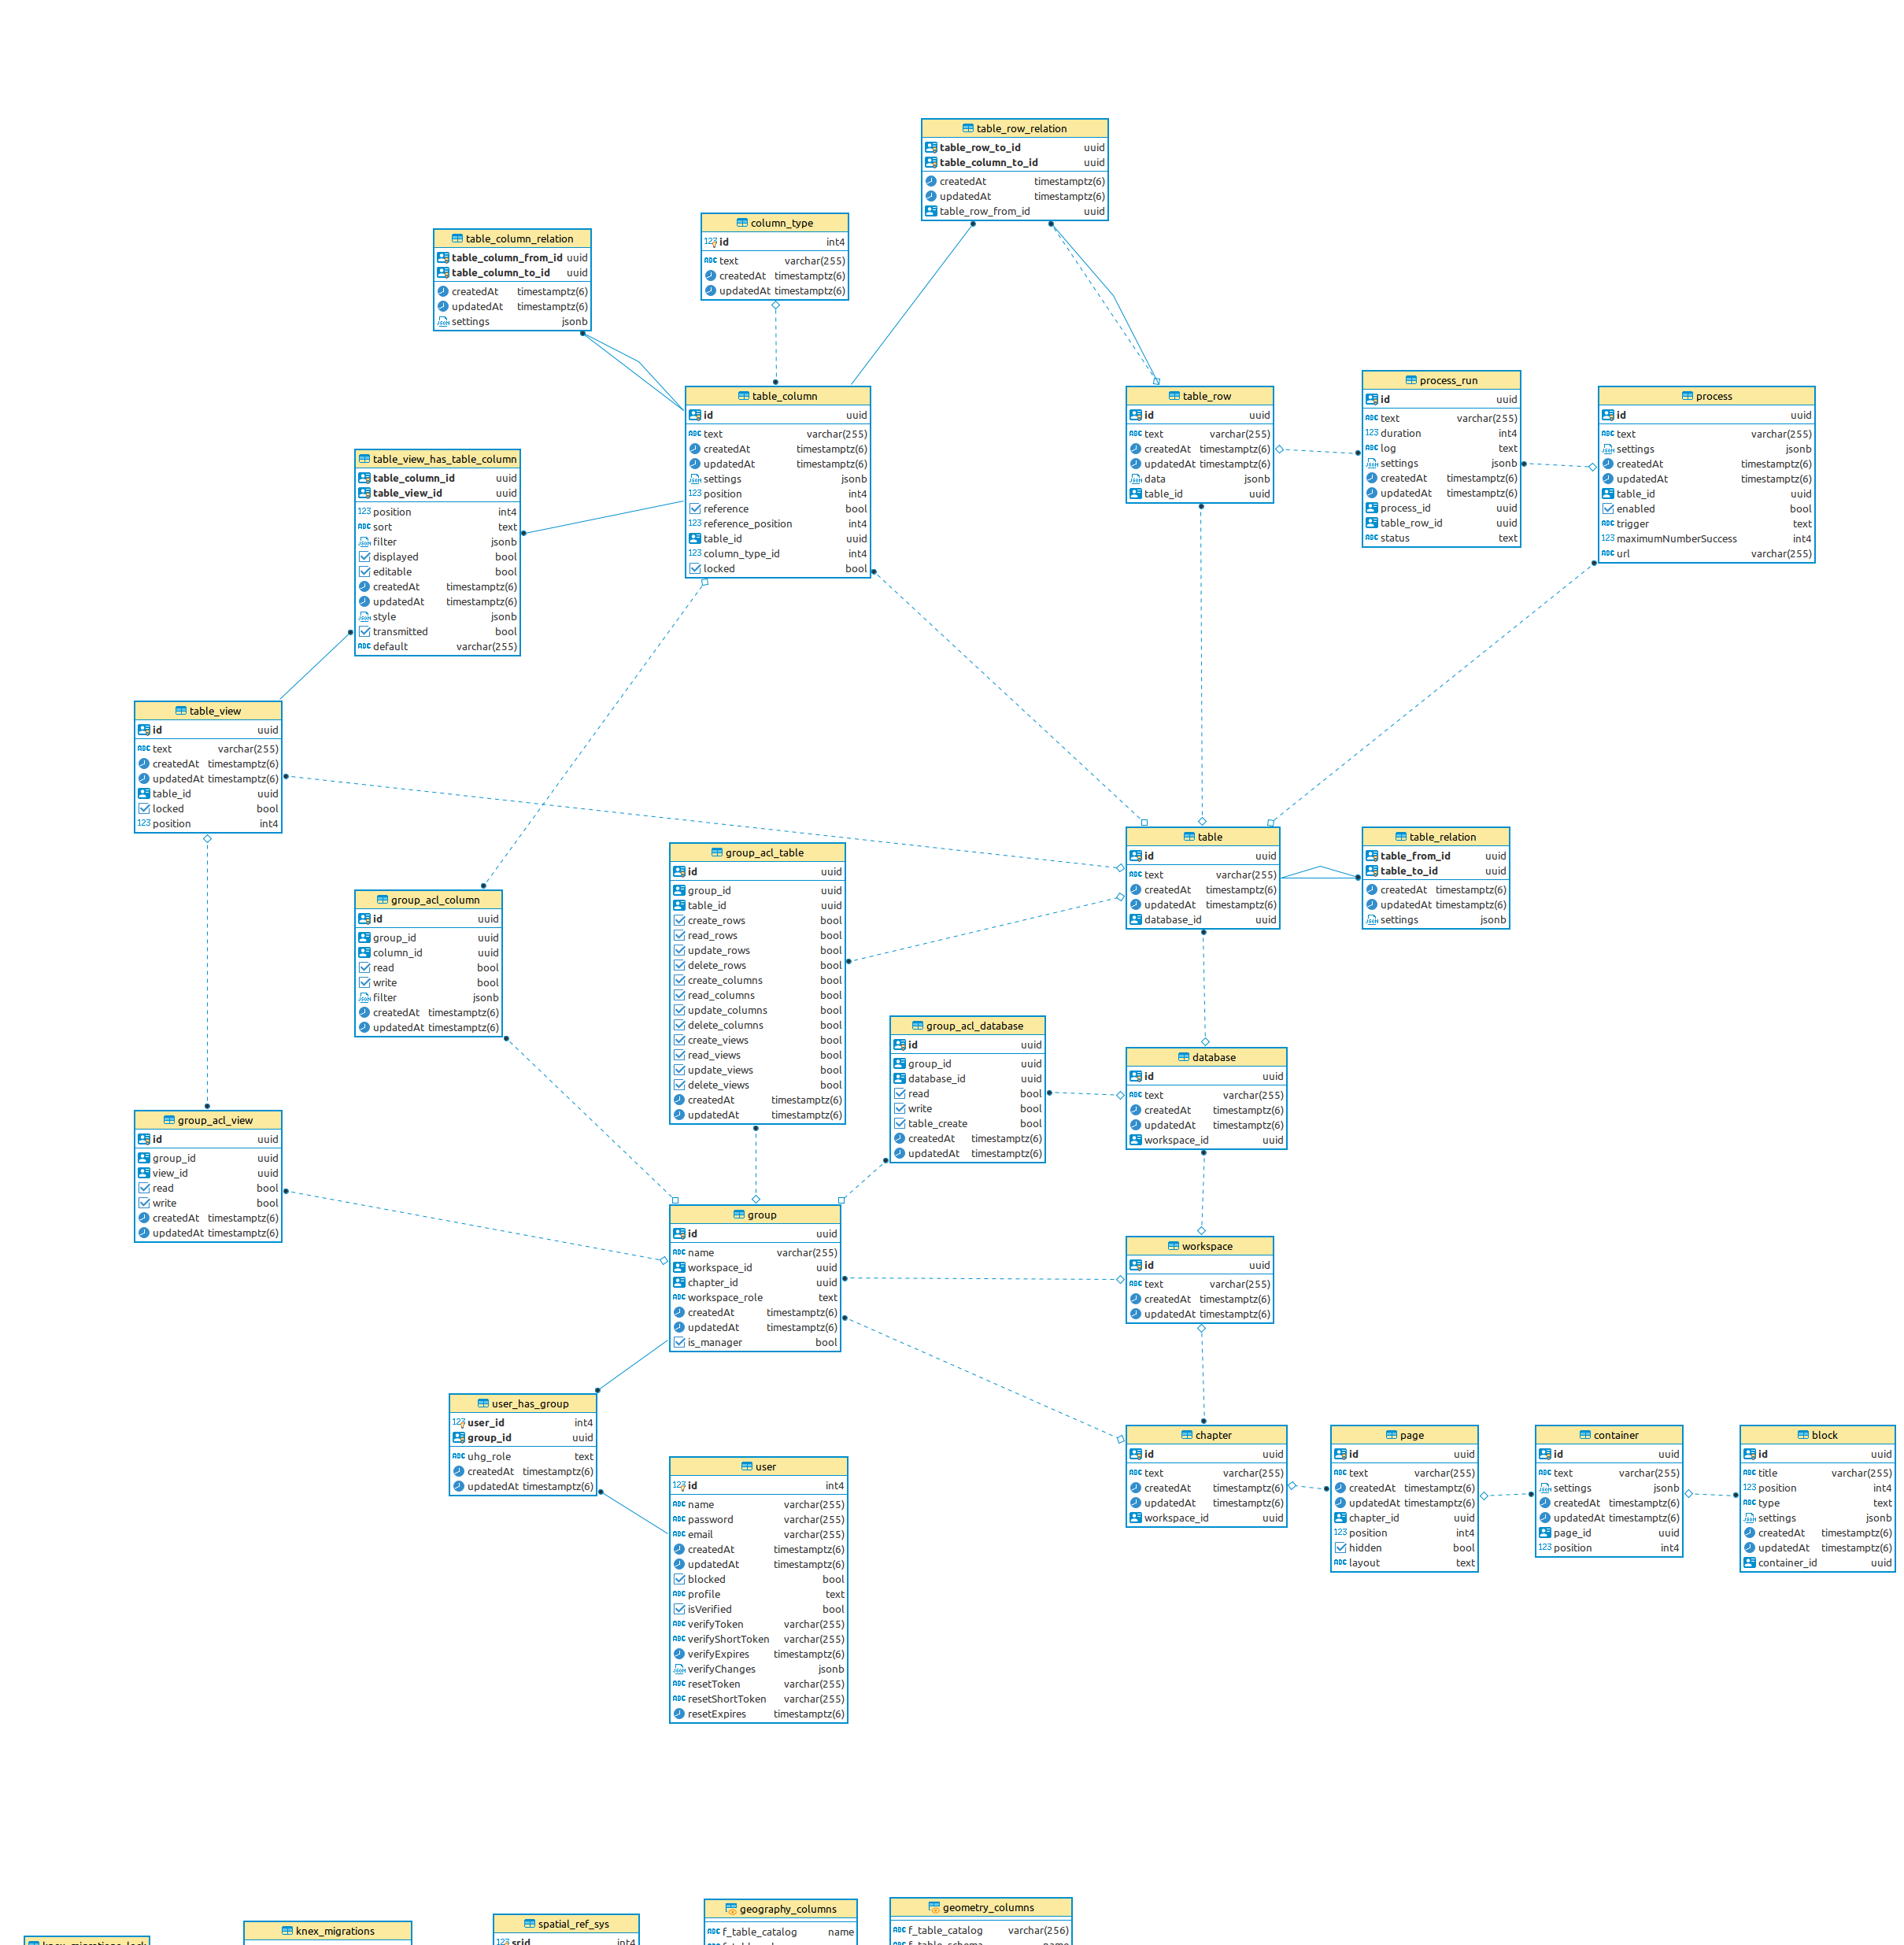 table_row_relation
table_row_to_id uuid
table_column_to_id uuid
createdAt timestamptz(6)
updatedAt timestamptz(6)
table_row_from_id uuid
column_type
id int4
text varchar(255)
createdAt timestamptz(6)
updatedAt timestamptz(6)
table_column_relation
table_column_from_id uuid
table_column_to_id uuid
createdAt timestamptz(6)
updatedAt timestamptz(6)
settings jsonb
table_column
id uuid
text varchar(255)
createdAt timestamptz(6)
updatedAt timestamptz(6)
settings jsonb
position int4
reference bool
reference_position int4
table_id uuid
column_type_id int4
locked bool
table_row
id uuid
text varchar(255)
createdAt timestamptz(6)
updatedAt timestamptz(6)
data jsonb
table_id uuid
process_run
id uuid
text varchar(255)
duration int4
log text
settings jsonb
createdAt timestamptz(6)
updatedAt timestamptz(6)
process_id uuid
table_row_id uuid
status text
process
id uuid
text varchar(255)
settings jsonb
createdAt timestamptz(6)
updatedAt timestamptz(6)
table_id uuid
enabled bool
trigger text
maximumNumberSuccess int4
url varchar(255)
table_view_has_table_column
table_column_id uuid
table_view_id uuid
position int4
sort text
filter jsonb
displayed bool
editable bool
createdAt timestamptz(6)
updatedAt timestamptz(6)
style jsonb
transmitted bool
default varchar(255)
table_view
id uuid
text varchar(255)
createdAt timestamptz(6)
updatedAt timestamptz(6)
table_id uuid
locked bool
position int4
group_acl_table
id uuid
group_id uuid
table_id uuid
create_rows bool
read_rows bool
update_rows bool
delete_rows bool
create_columns bool
read_columns bool
update_columns bool
delete_columns bool
create_views bool
read_views bool
update_views bool
delete_views bool
createdAt timestamptz(6)
updatedAt timestamptz(6)
table
id uuid
text varchar(255)
createdAt timestamptz(6)
updatedAt timestamptz(6)
database_id uuid
table_relation
table_from_id uuid
table_to_id uuid
createdAt timestamptz(6)
updatedAt timestamptz(6)
settings jsonb
group_acl_column
id uuid
group_id uuid
column_id uuid
read bool
write bool
filter jsonb
createdAt timestamptz(6)
updatedAt timestamptz(6)
group_acl_database
id uuid
group_id uuid
database_id uuid
read bool
write bool
table_create bool
createdAt timestamptz(6)
updatedAt timestamptz(6)
database
id uuid
text varchar(255)
createdAt timestamptz(6)
updatedAt timestamptz(6)
workspace_id uuid
group_acl_view
id uuid
group_id uuid
view_id uuid
read bool
write bool
createdAt timestamptz(6)
updatedAt timestamptz(6)
group
id uuid
name varchar(255)
workspace_id uuid
chapter_id uuid
workspace_role text
createdAt timestamptz(6)
updatedAt timestamptz(6)
is_manager bool
workspace
id uuid
text varchar(255)
createdAt timestamptz(6)
updatedAt timestamptz(6)
user_has_group
user_id int4
group_id uuid
uhg_role text
createdAt timestamptz(6)
updatedAt timestamptz(6)
user
id int4
name varchar(255)
password varchar(255)
email varchar(255)
createdAt timestamptz(6)
updatedAt timestamptz(6)
blocked bool
profile text
isVerified bool
verifyToken varchar(255)
verifyShortToken varchar(255)
verifyExpires timestamptz(6)
verifyChanges jsonb
resetToken varchar(255)
resetShortToken varchar(255)
resetExpires timestamptz(6)
chapter
id uuid
text varchar(255)
createdAt timestamptz(6)
updatedAt timestamptz(6)
workspace_id uuid
page
id uuid
text varchar(255)
createdAt timestamptz(6)
updatedAt timestamptz(6)
chapter_id uuid
position int4
hidden bool
layout text
container
id uuid
text varchar(255)
settings jsonb
createdAt timestamptz(6)
updatedAt timestamptz(6)
page_id uuid
position int4
block
id uuid
title varchar(255)
position int4
type text
settings jsonb
createdAt timestamptz(6)
updatedAt timestamptz(6)
container_id uuid
knex_migrations
spatial_ref_sys
srid int4
geography_columns
f_table_catalog name
geometry_columns
f_table_catalog varchar(256)